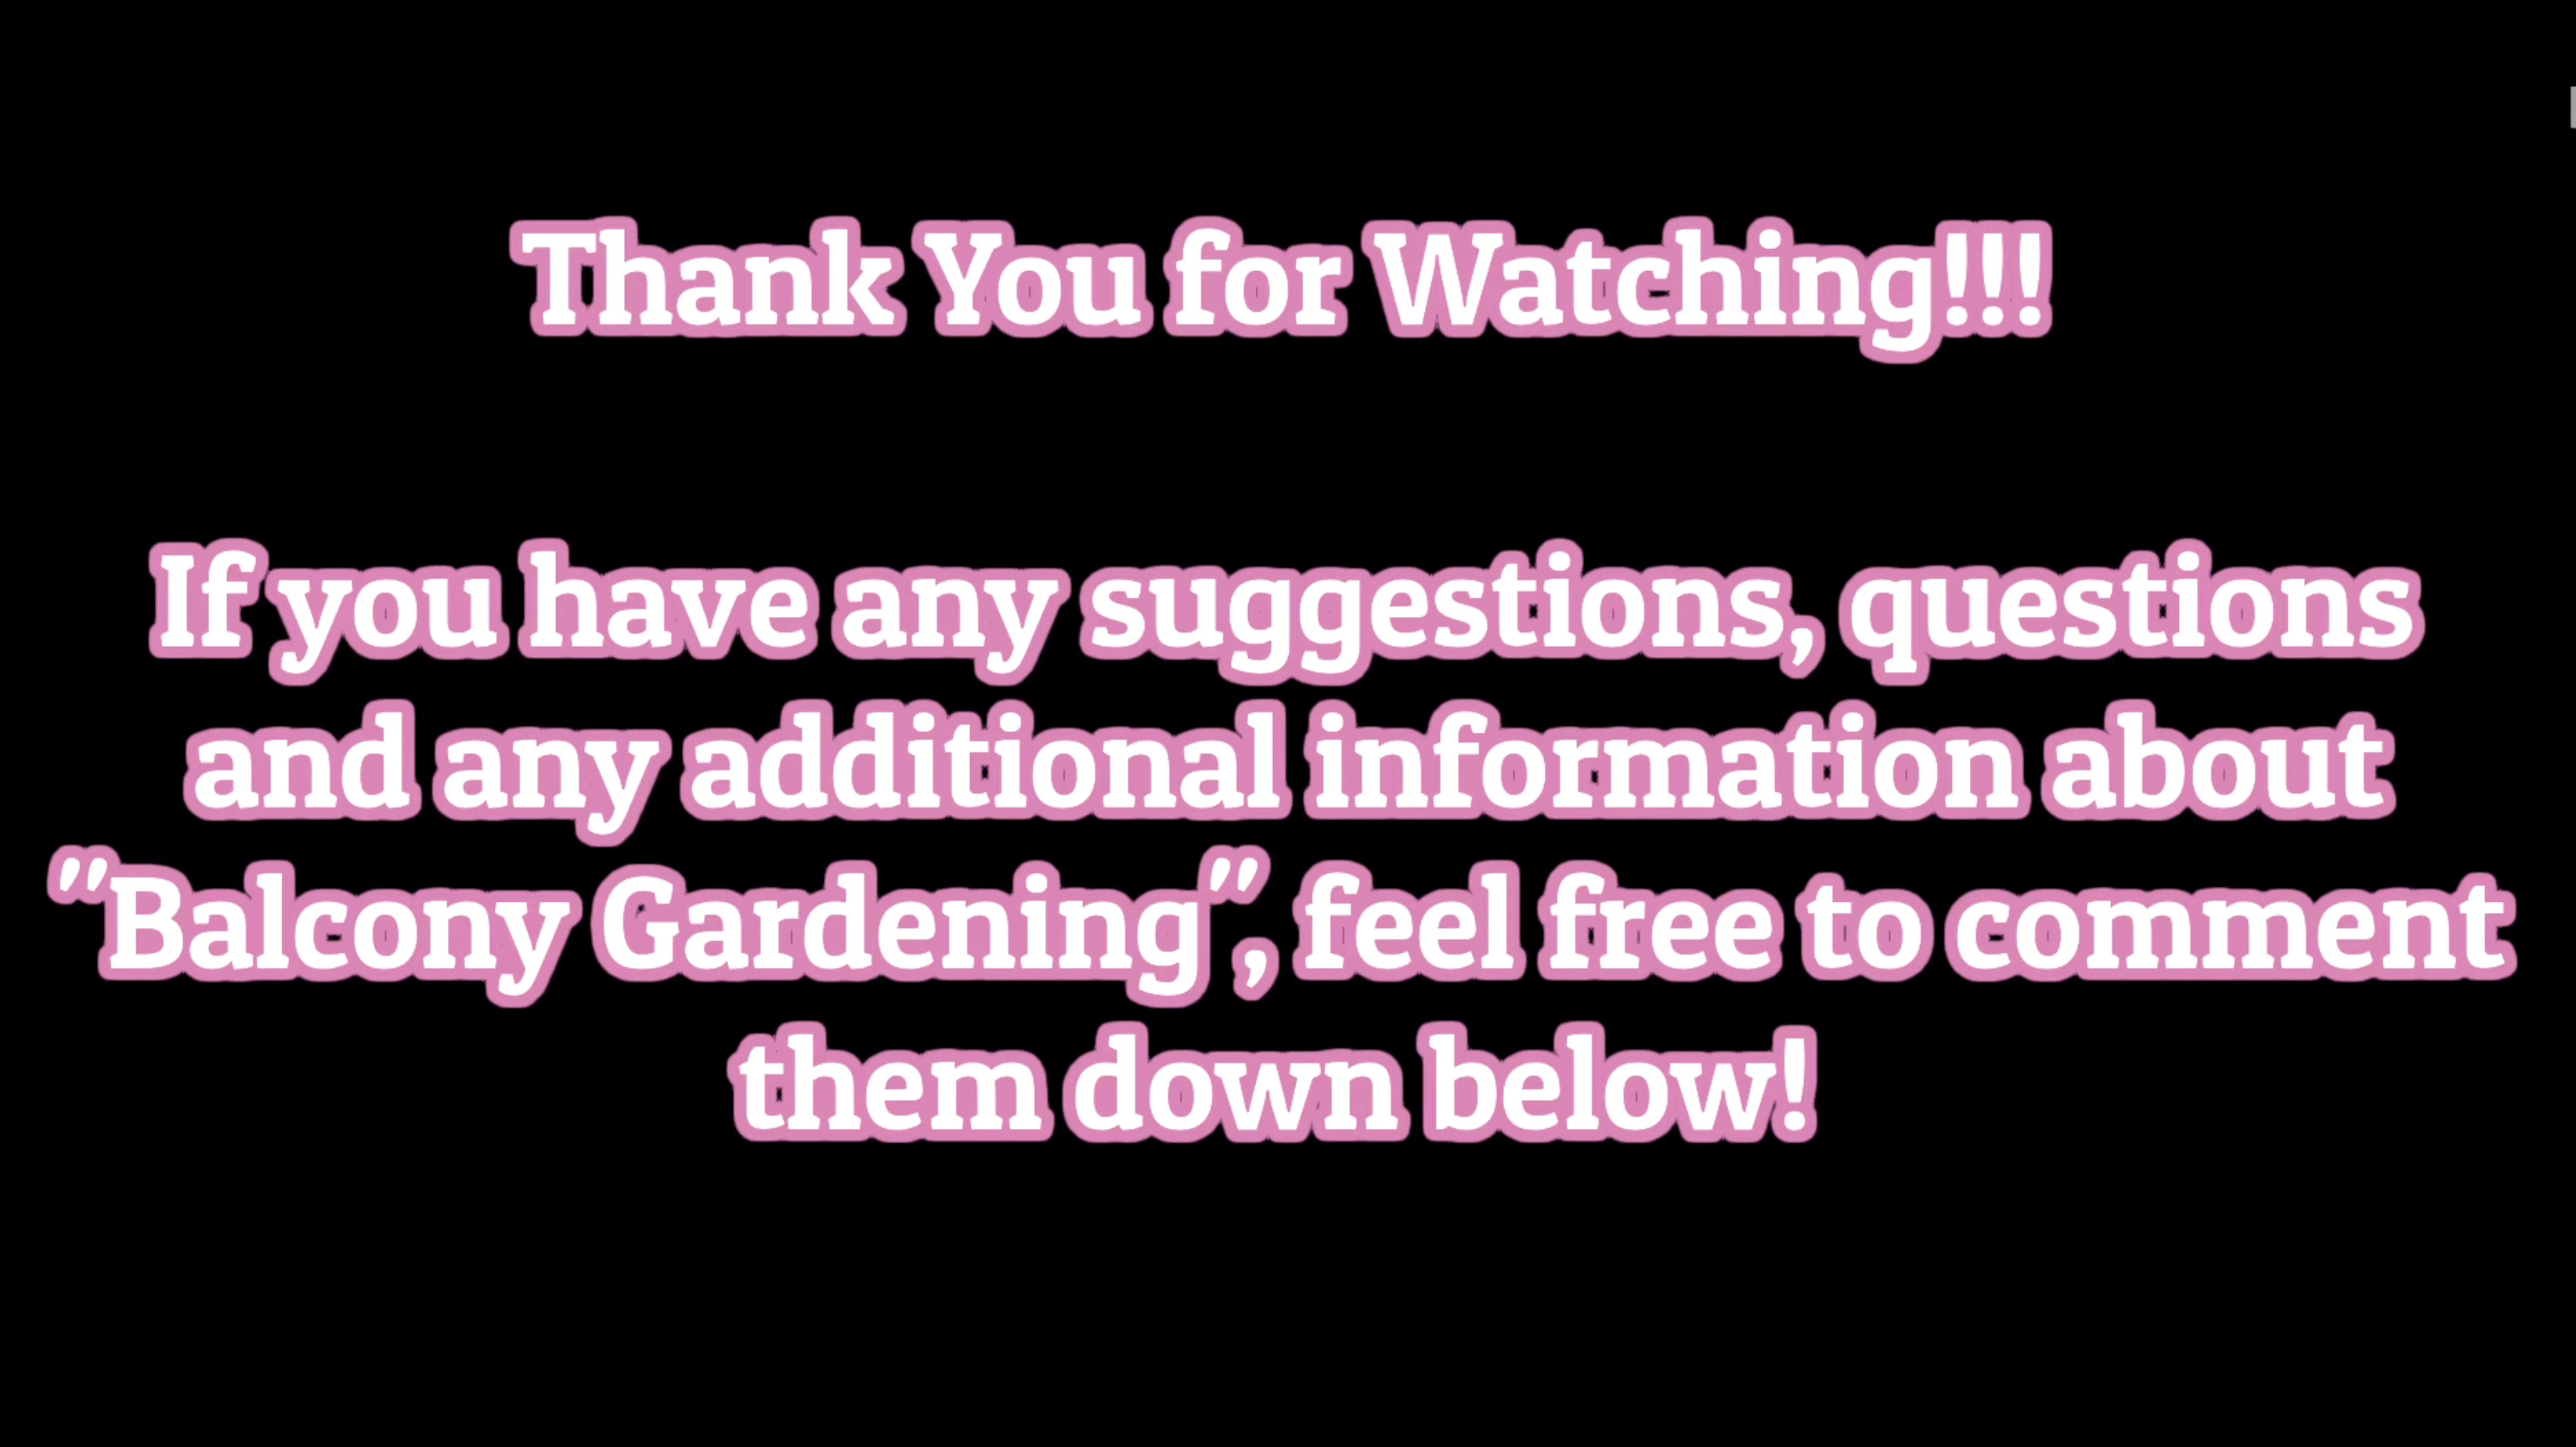 Thank You for Watching!!!
If you have any suggestions, questions
and any additional information about
"Balcony Gardening", feel free to comment
them down below!